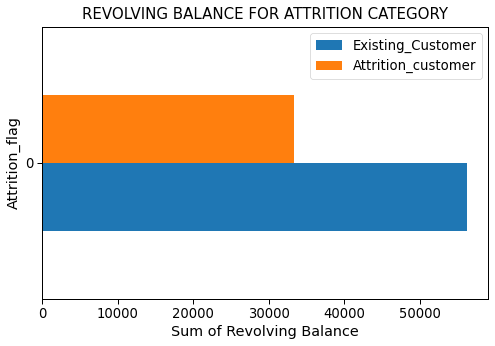 REVOLVING BALANCE FOR ATTRITION CATEGORY
Existing_Customer
Attrition_customer
Attrition_flag
0
0 10000 20000 30000 40000 50000
Sum of Revolving Balance